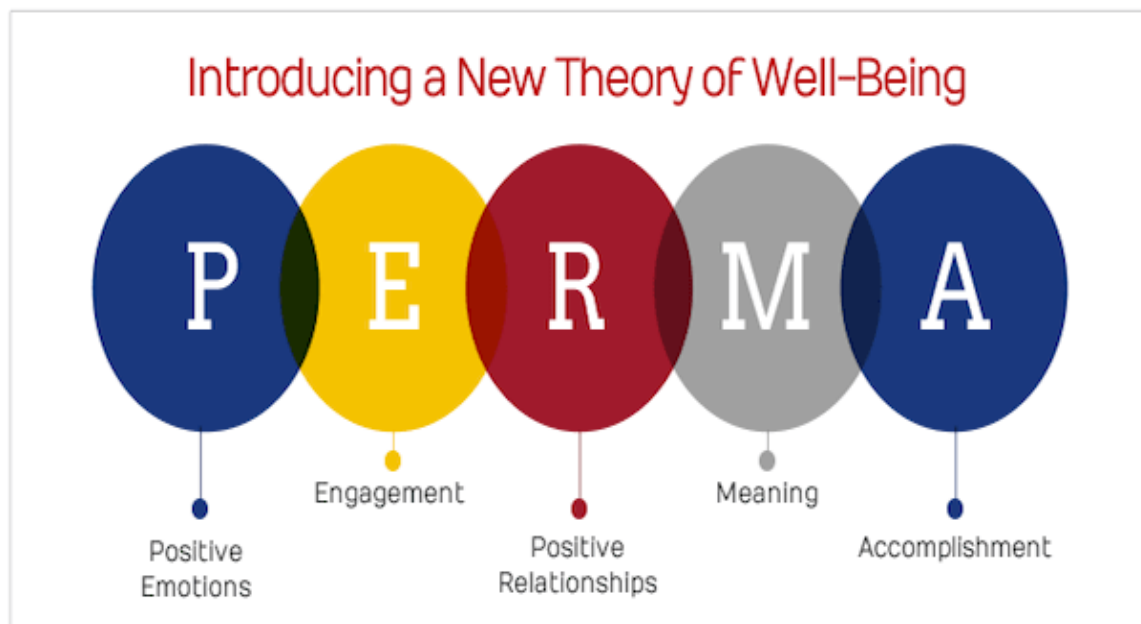 Introducing a New Theory of Well-Being
P E R M A
Positive
Emotions
Engagement
Positive
Relationships
Meaning
Accomplishment